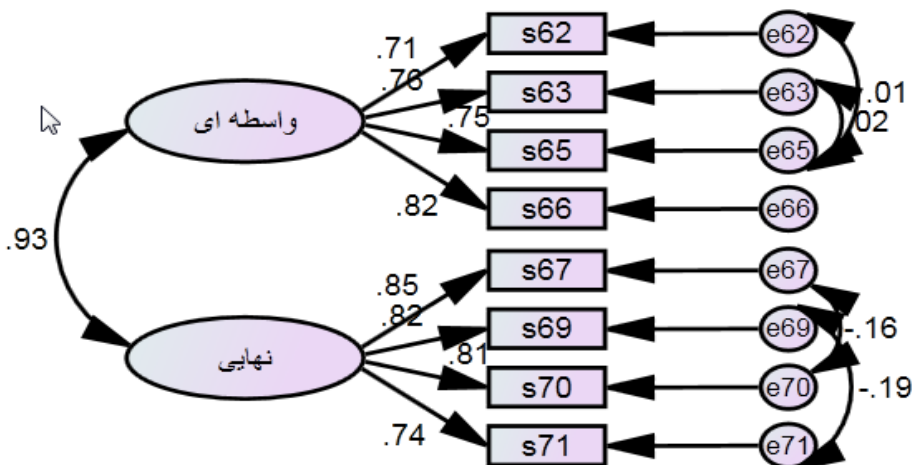 s62
e62
.71
.76
s63
e63
.01
واسطه ای
.75
02
s65
e65
.82
s66
e66
.93
s67
e67
.85
.82
s69
e69
-.16
نهایی
.81
s70
e70
-.19
.74
s71
e71